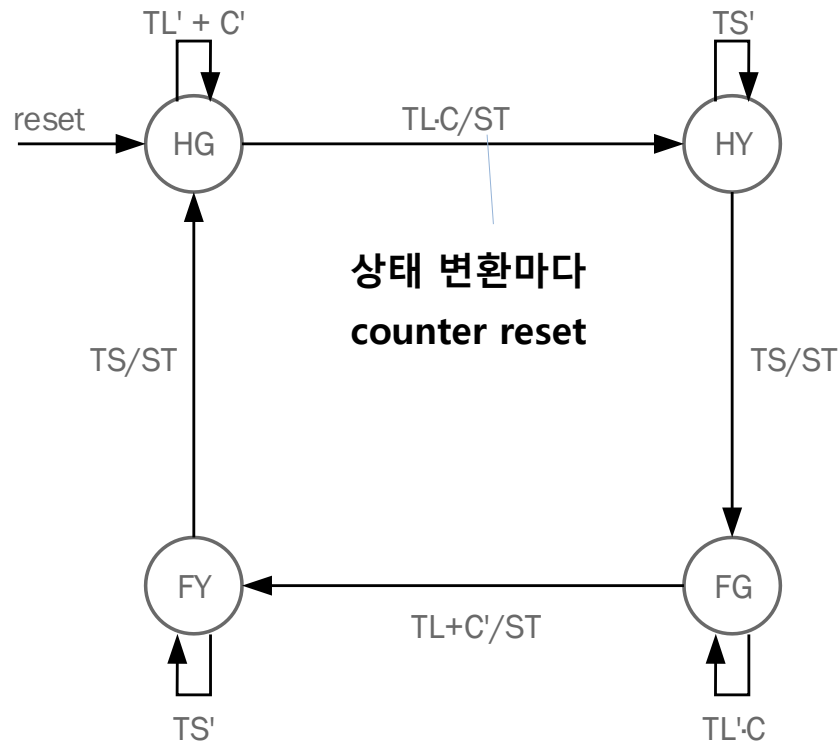 TL' + C'
TS'
reset
HG
TL·C/ST
HY
상태 변환마다
counter reset
TS/ST
TS/ST
FY
FG
TL+C'/ST
TS'
TL'·C